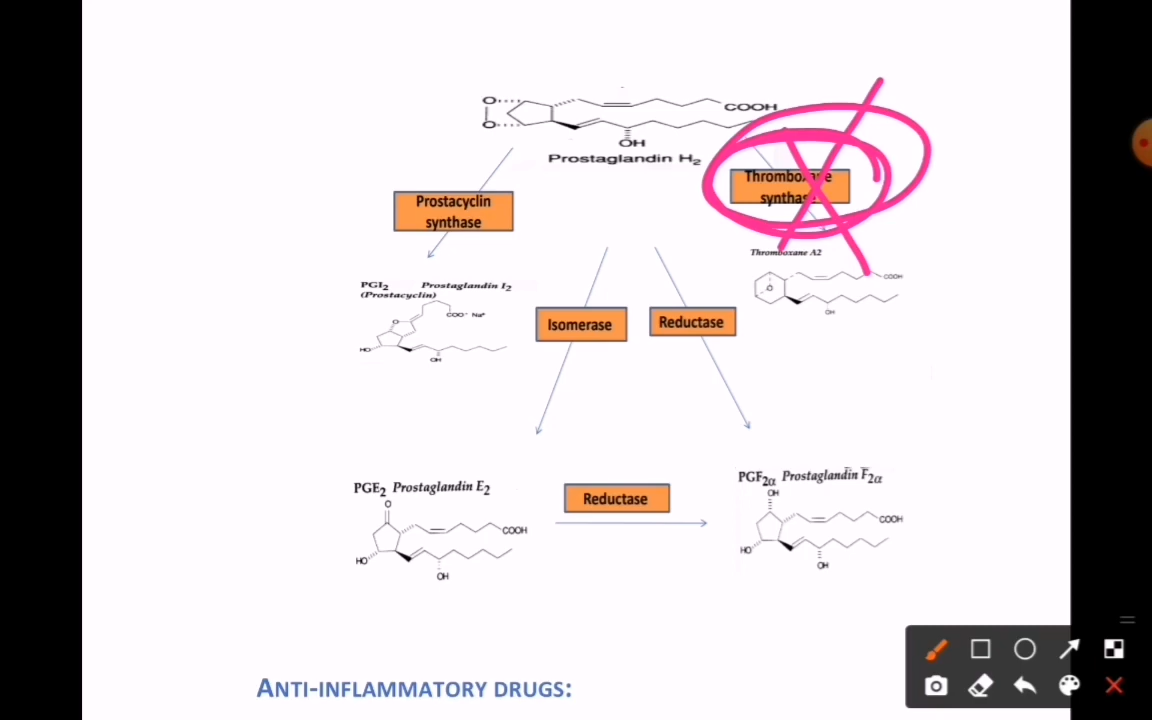 O
COOH
O
OH
Prostaglandin H2
Thromboxane
synthase
Prostacyclin
synthase
Thromboxane A2
COOH
O
OH
PGI2 Prostaglandin I2
(Prostacyclin)
COO- Na+
O
HO
OH
Isomerase
Reductase
PGE2 Prostaglandin E2
Reductase
PGF2α Prostaglandin F2α
O
COOH
HO
OH
OH
COOH
HO
OH
ANTI-INFLAMMATORY DRUGS: